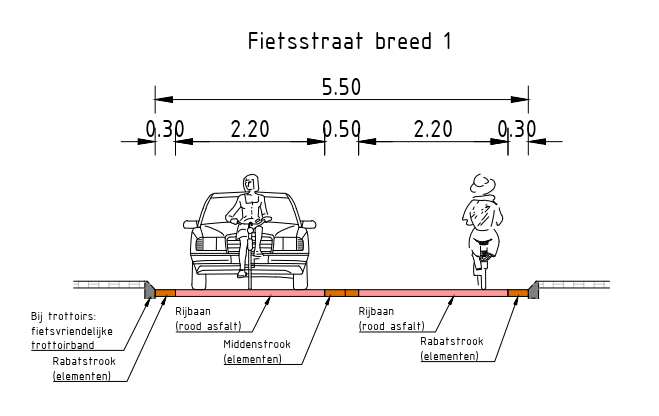 Fietsstraat breed 1
5.50
0.30 2.20 0.50 2.20 0.30
Bij trottoirs:
fietsvriendelijke
trottoirband
Rabatstrook
(elementen)
Rijbaan
(rood asfalt)
Middenstrook
(elementen)
Rijbaan
(rood asfalt)
Rabatstrook
(elementen)